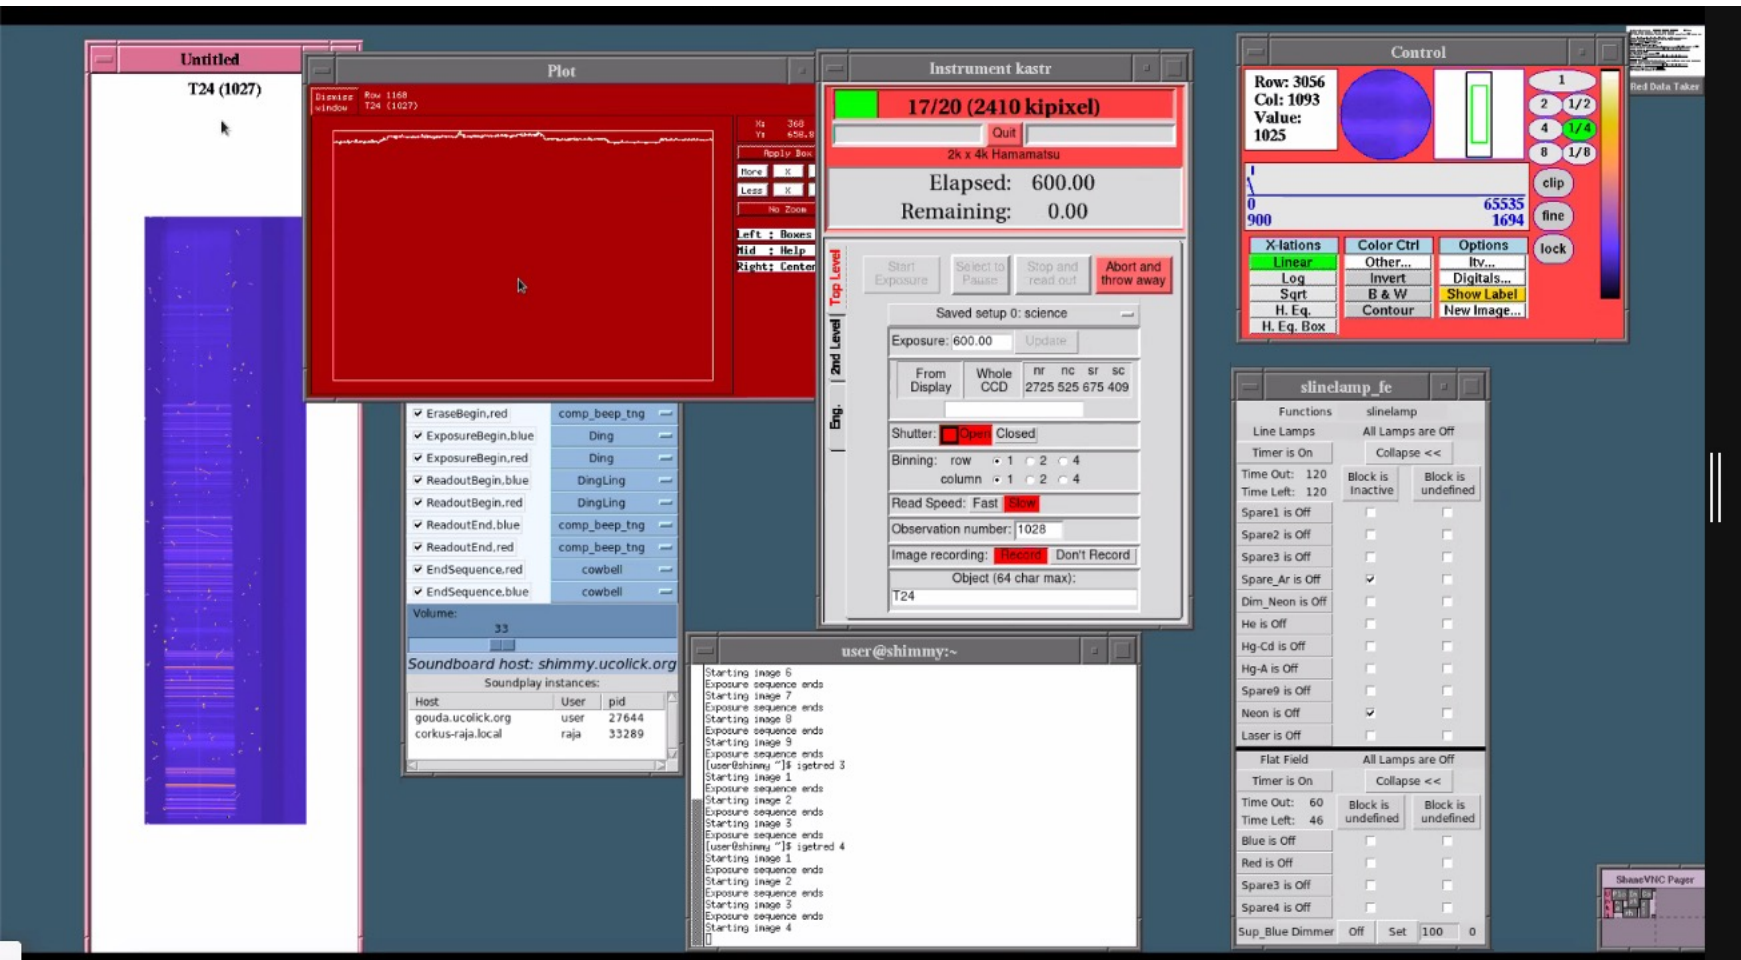 Untitled
T24 (1027)
Plot
Dismiss window
Row 1168
T24 (1027)
X: 368
Apply Box
More X
Less X
No Zoom
Left : Boxes
Mid : Help
Right: Center
EraseBegin,red comp_beep_tng
ExposureBegin,blue Ding
ExposureBegin,red Ding
ReadoutBegin,blue DingLing
ReadoutBegin,red DingLing
ReadoutEnd,blue comp_beep_tng
ReadoutEnd,red comp_beep_tng
EndSequence,red cowbell
EndSequence,blue cowbell
Volume:
33
Soundboard host: shimmy.ucolick.org
Soundplay instances:
Host User pid
gouda.ucolick.org user 27644
corkus-raja.local raja 33289
Instrument kastr
17/20 (2410 kipixel)
Quit
2k x 4k Hamamatsu
Elapsed: 600.00
Remaining: 0.00
Top Level
2nd Level
Eng.
Start Exposure
Select to Pause
Stop and read out
Abort and throw away
Saved setup 0: science
Exposure: 600.00 Update
From Display
Whole CCD
nr nc sr sc
2725 525 675 409
Shutter: Open Closed
Binning: row 1 2 4
column 1 2 4
Read Speed: Fast Slow
Observation number: 1028
Image recording: Record Don't Record
Object (64 char max):
T24
user@shimmy:~
Starting image 6
Exposure sequence ends
Starting image 7
Exposure sequence ends
Starting image 8
Exposure sequence ends
Starting image 9
Exposure sequence ends
[user@shimmy ~]$ igetred 3
Starting image 1
Exposure sequence ends
Starting image 2
Exposure sequence ends
Starting image 3
Exposure sequence ends
[user@shimmy ~]$ igetred 4
Starting image 1
Exposure sequence ends
Starting image 2
Exposure sequence ends
Starting image 3
Exposure sequence ends
Starting image 4
Control
Row: 3056
Col: 1093
Value:
1025
1
2 1/2
4 1/4
8 1/8
clip
fine
lock
0 65535
900 1694
X-lations Color Ctrl Options
Linear Other... Itv...
Log Invert Digitals...
Sqrt B & W Show Label
H. Eq. Contour New Image...
H. Eq. Box
Red Data Taker
slinelamp_fe
Functions slinelamp
Line Lamps All Lamps are Off
Timer is On Collapse <<
Time Out: 120
Time Left: 120
Block is Inactive
Block is undefined
Spare1 is Off
Spare2 is Off
Spare3 is Off
Spare_Ar is Off
Dim_Neon is Off
He is Off
Hg-Cd is Off
Hg-A is Off
Spare9 is Off
Neon is Off
Laser is Off
Flat Field All Lamps are Off
Timer is On Collapse <<
Time Out: 60
Time Left: 46
Block is undefined
Block is undefined
Blue is Off
Red is Off
Spare3 is Off
Spare4 is Off
Sup_Blue Dimmer Off Set 100 0
ShaneVNC Pager